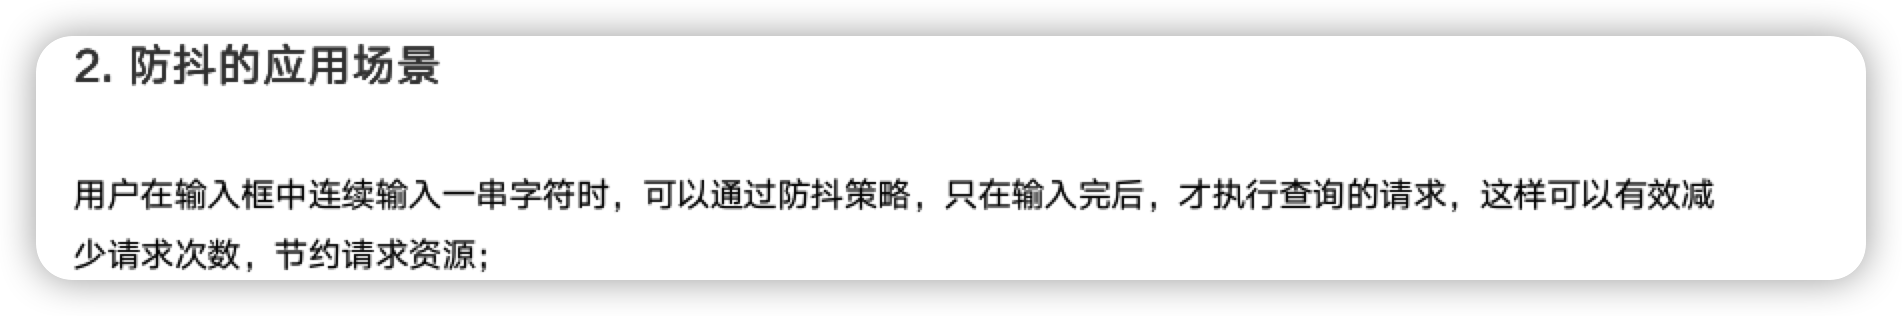 2. 防抖的应用场景
用户在输入框中连续输入一串字符时，可以通过防抖策略，只在输入完后，才执行查询的请求，这样可以有效减
少请求次数，节约请求资源；